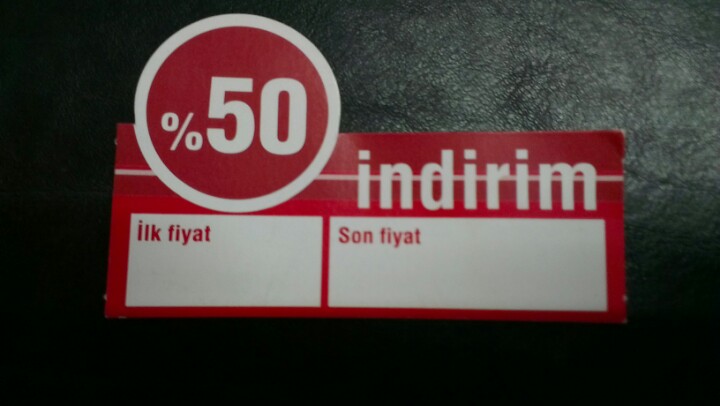 %50
indirim
İlk fiyat
Son fiyat